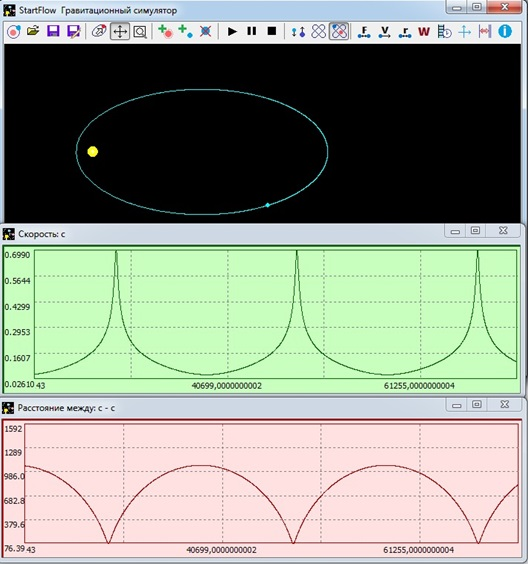 StartFlow Гравитационный симулятор
F V r W
Скорость: с
0.6990
0.5644
0.4299
0.2953
0.1607
0.02610
43 40699,0000000002 61255,0000000004
Расстояние между: с - с
1592
1289
986.0
682.8
379.6
76.39
43 40699,0000000002 61255,0000000004